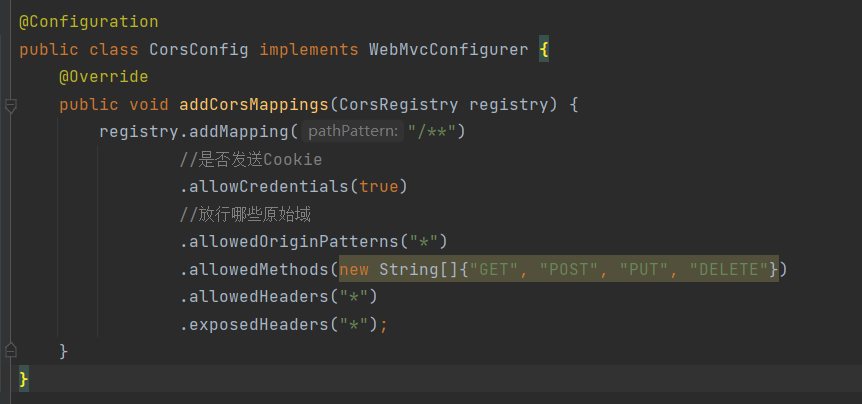 @Configuration
public class CorsConfig implements WebMvcConfigurer {
@Override
public void addCorsMappings(CorsRegistry registry) {
registry.addMapping( pathPattern: "/**")
//是否发送Cookie
.allowCredentials(true)
//放行哪些原始域
.allowedOriginPatterns("*")
.allowedMethods(new String[]{"GET", "POST", "PUT", "DELETE"})
.allowedHeaders("*")
.exposedHeaders("*");
}
}